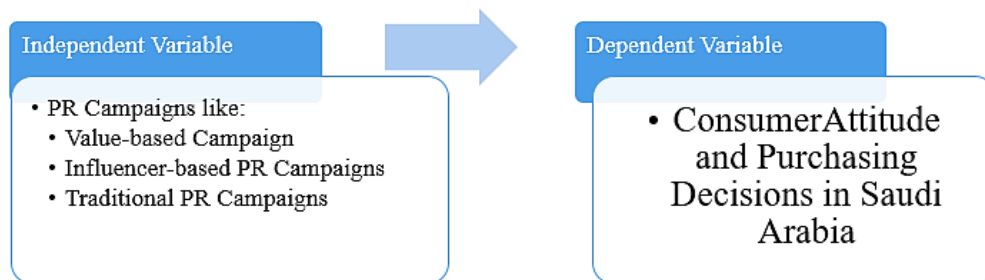 Independent Variable
• PR Campaigns like:
• Value-based Campaign
• Influencer-based PR Campaigns
• Traditional PR Campaigns
Dependent Variable
• ConsumerAttitude
and Purchasing
Decisions in Saudi
Arabia